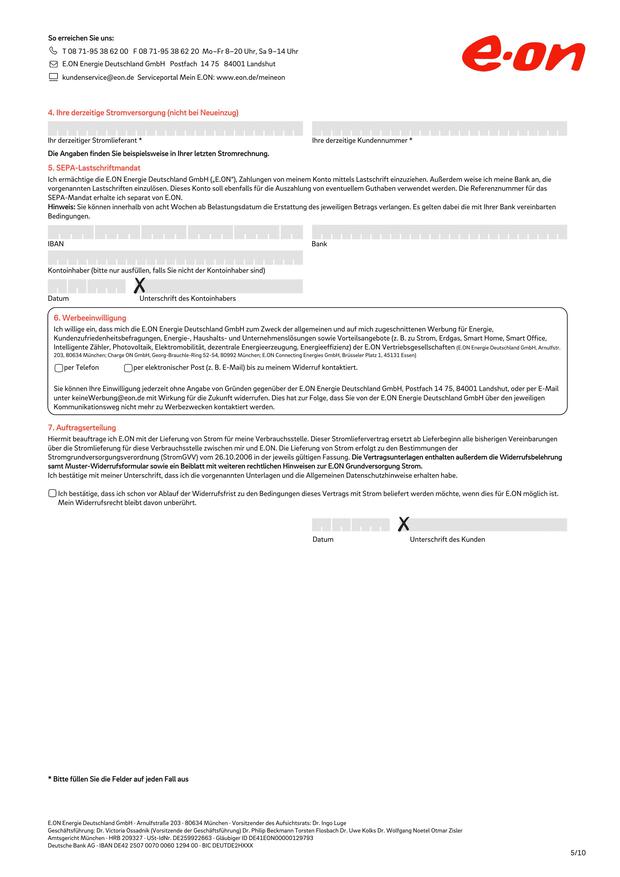 So erreichen Sie uns:
T 08 71-95 38 62 00 F 08 71-95 38 62 20 Mo–Fr 8–20 Uhr, Sa 9–14 Uhr
E.ON Energie Deutschland GmbH Postfach 14 75 84001 Landshut
kundenservice@eon.de Serviceportal Mein E.ON: www.eon.de/meineon
e·on
4. Ihre derzeitige Stromversorgung (nicht bei Neueinzug)
Ihr derzeitiger Stromlieferant * Ihre derzeitige Kundennummer *
Die Angaben finden Sie beispielsweise in Ihrer letzten Stromrechnung.
5. SEPA-Lastschriftmandat
Ich ermächtige die E.ON Energie Deutschland GmbH („E.ON“), Zahlungen von meinem Konto mittels Lastschrift einzuziehen. Außerdem weise ich meine Bank an, die
vorgenannten Lastschriften einzulösen. Dieses Konto soll ebenfalls für die Auszahlung von eventuellem Guthaben verwendet werden. Die Referenznummer für das
SEPA-Mandat erhalte ich separat von E.ON.
Hinweis: Sie können innerhalb von acht Wochen ab Belastungsdatum die Erstattung des jeweiligen Betrags verlangen. Es gelten dabei die mit Ihrer Bank vereinbarten
Bedingungen.
IBAN Bank
Kontoinhaber (bitte nur ausfüllen, falls Sie nicht der Kontoinhaber sind)
X
Datum Unterschrift des Kontoinhabers
6. Werbeeinwilligung
Ich willige ein, dass mich die E.ON Energie Deutschland GmbH zum Zweck der allgemeinen und auf mich zugeschnittenen Werbung für Energie,
Kundenzufriedenheitsbefragungen, Energie-, Haushalts- und Unternehmenslösungen sowie Vorteilsangebote (z. B. zu Strom, Erdgas, Smart Home, Smart Office,
Intelligente Zähler, Photovoltaik, Elektromobilität, dezentrale Energieerzeugung, Energieeffizienz) der E.ON Vertriebsgesellschaften (E.ON Energie Deutschland GmbH, Arnulfstr.
203, 80634 München; Charge ON GmbH, Georg-Brauchle-Ring 52-54, 80992 München; E.ON Connecting Energies GmbH, Brüsseler Platz 1, 45131 Essen)
per Telefon per elektronischer Post (z. B. E-Mail) bis zu meinem Widerruf kontaktiert.
Sie können Ihre Einwilligung jederzeit ohne Angabe von Gründen gegenüber der E.ON Energie Deutschland GmbH, Postfach 14 75, 84001 Landshut, oder per E-Mail
unter keineWerbung@eon.de mit Wirkung für die Zukunft widerrufen. Dies hat zur Folge, dass Sie von der E.ON Energie Deutschland GmbH über den jeweiligen
Kommunikationsweg nicht mehr zu Werbezwecken kontaktiert werden.
7. Auftragserteilung
Hiermit beauftrage ich E.ON mit der Lieferung von Strom für meine Verbrauchsstelle. Dieser Stromliefervertrag ersetzt ab Lieferbeginn alle bisherigen Vereinbarungen
über die Stromlieferung für diese Verbrauchsstelle zwischen mir und E.ON. Die Lieferung von Strom erfolgt zu den Bestimmungen der
Stromgrundversorgungsverordnung (StromGVV) vom 26.10.2006 in der jeweils gültigen Fassung. Die Vertragsunterlagen enthalten außerdem die Widerrufsbelehrung
samt Muster-Widerrufsformular sowie ein Beiblatt mit weiteren rechtlichen Hinweisen zur E.ON Grundversorgung Strom.
Ich bestätige mit meiner Unterschrift, dass ich die vorgenannten Unterlagen und die Allgemeinen Datenschutzhinweise erhalten habe.
Ich bestätige, dass ich schon vor Ablauf der Widerrufsfrist zu den Bedingungen dieses Vertrags mit Strom beliefert werden möchte, wenn dies für E.ON möglich ist.
Mein Widerrufsrecht bleibt davon unberührt.
X
Datum Unterschrift des Kunden
* Bitte füllen Sie die Felder auf jeden Fall aus
E.ON Energie Deutschland GmbH · Arnulfstraße 203 · 80634 München · Vorsitzender des Aufsichtsrats: Dr. Ingo Luge
Geschäftsführung: Dr. Victoria Ossadnik (Vorsitzende der Geschäftsführung) Dr. Philip Beckmann Torsten Flosbach Dr. Uwe Kolks Dr. Wolfgang Noetel Otmar Zisler
Amtsgericht München · HRB 209327 · USt-IdNr. DE259922663 · Gläubiger ID DE41EON00000129793
Deutsche Bank AG · IBAN DE42 2507 0070 0060 1294 00 · BIC DEUTDE2HXXX
5/10